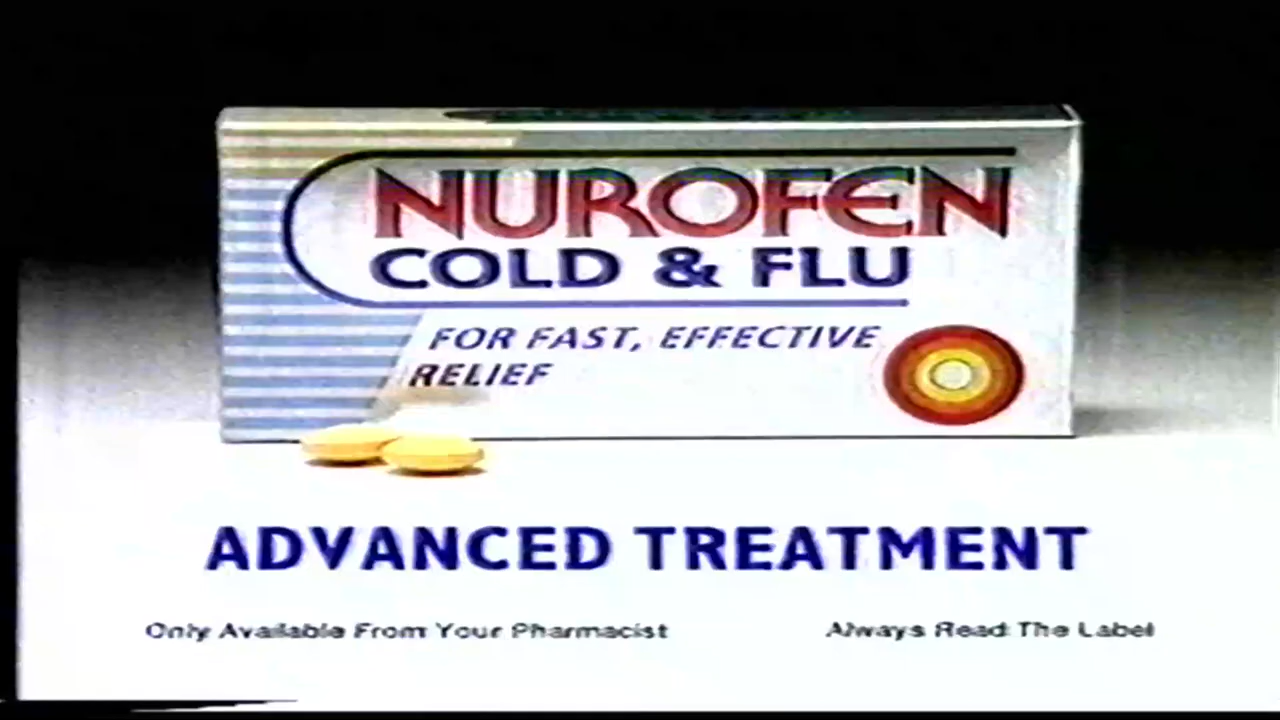 NUROFEN
COLD & FLU
FOR FAST, EFFECTIVE
RELIEF
ADVANCED TREATMENT
Only Available From Your Pharmacist
Always Read The Label